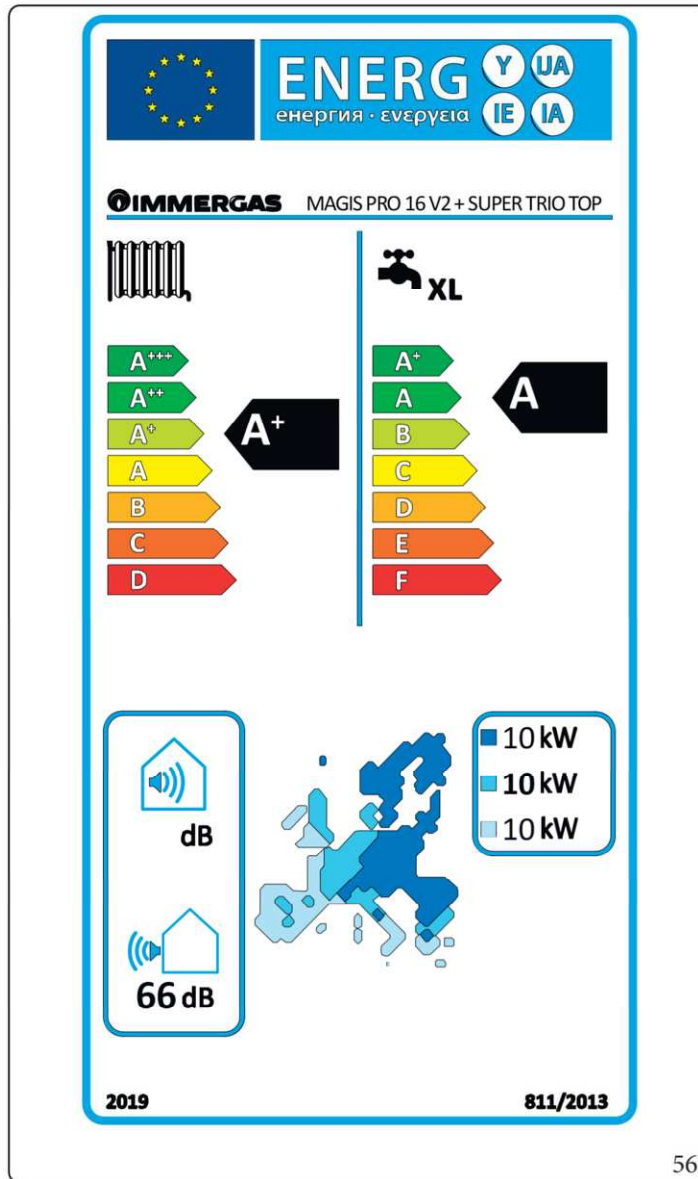 ENERG
енергия · ενεργεια
Y IJA
IE IA
IMMERGAS MAGIS PRO 16 V2 + SUPER TRIO TOP
XL
A+++
A++
A+
A
B
C
D
A+
A+
A
B
C
D
E
F
A
dB
66 dB
10 kW
10 kW
10 kW
2019
811/2013
56